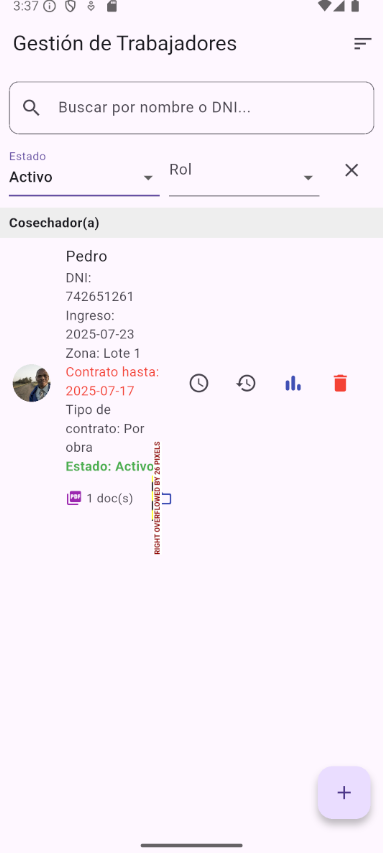 3:37
Gestión de Trabajadores
Buscar por nombre o DNI...
Estado
Activo
Rol
Cosechador(a)
Pedro
DNI:
742651261
Ingreso:
2025-07-23
Zona: Lote 1
Contrato hasta:
2025-07-17
Tipo de
contrato: Por
obra
Estado: Activo
PDF
1 doc(s)
RIGHT OVERFLOWED BY 26 PIXELS